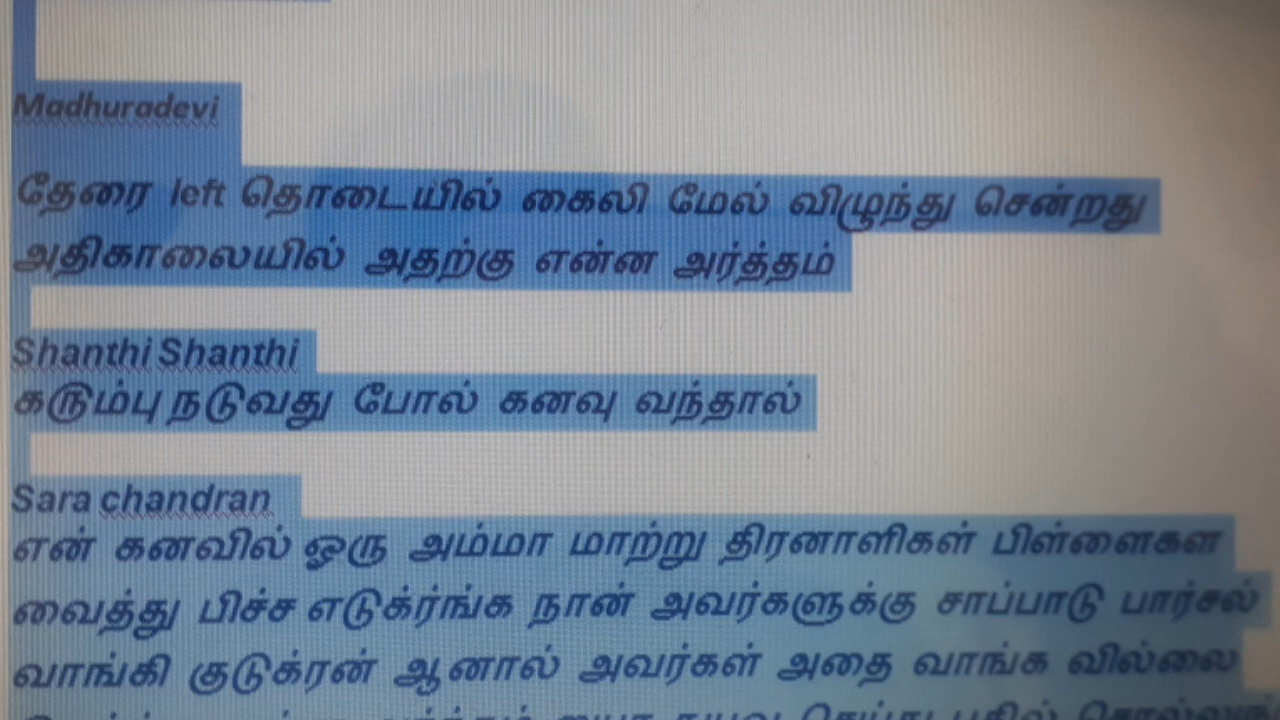 Madhuradevi
தேரை left தொடையில் கைலி மேல் விழுந்து சென்றது
அதிகாலையில் அதற்கு என்ன அர்த்தம்
Shanthi Shanthi
கரும்பு நடுவது போல் கனவு வந்தால்
Sara chandran
என் கனவில் ஒரு அம்மா மாற்று திரனாளிகள் பிள்ளைகள
வைத்து பிச்ச எடுக்ர்ங்க நான் அவர்களுக்கு சாப்பாடு பார்சல்
வாங்கி குடுக்ரன் ஆனால் அவர்கள் அதை வாங்க வில்லை